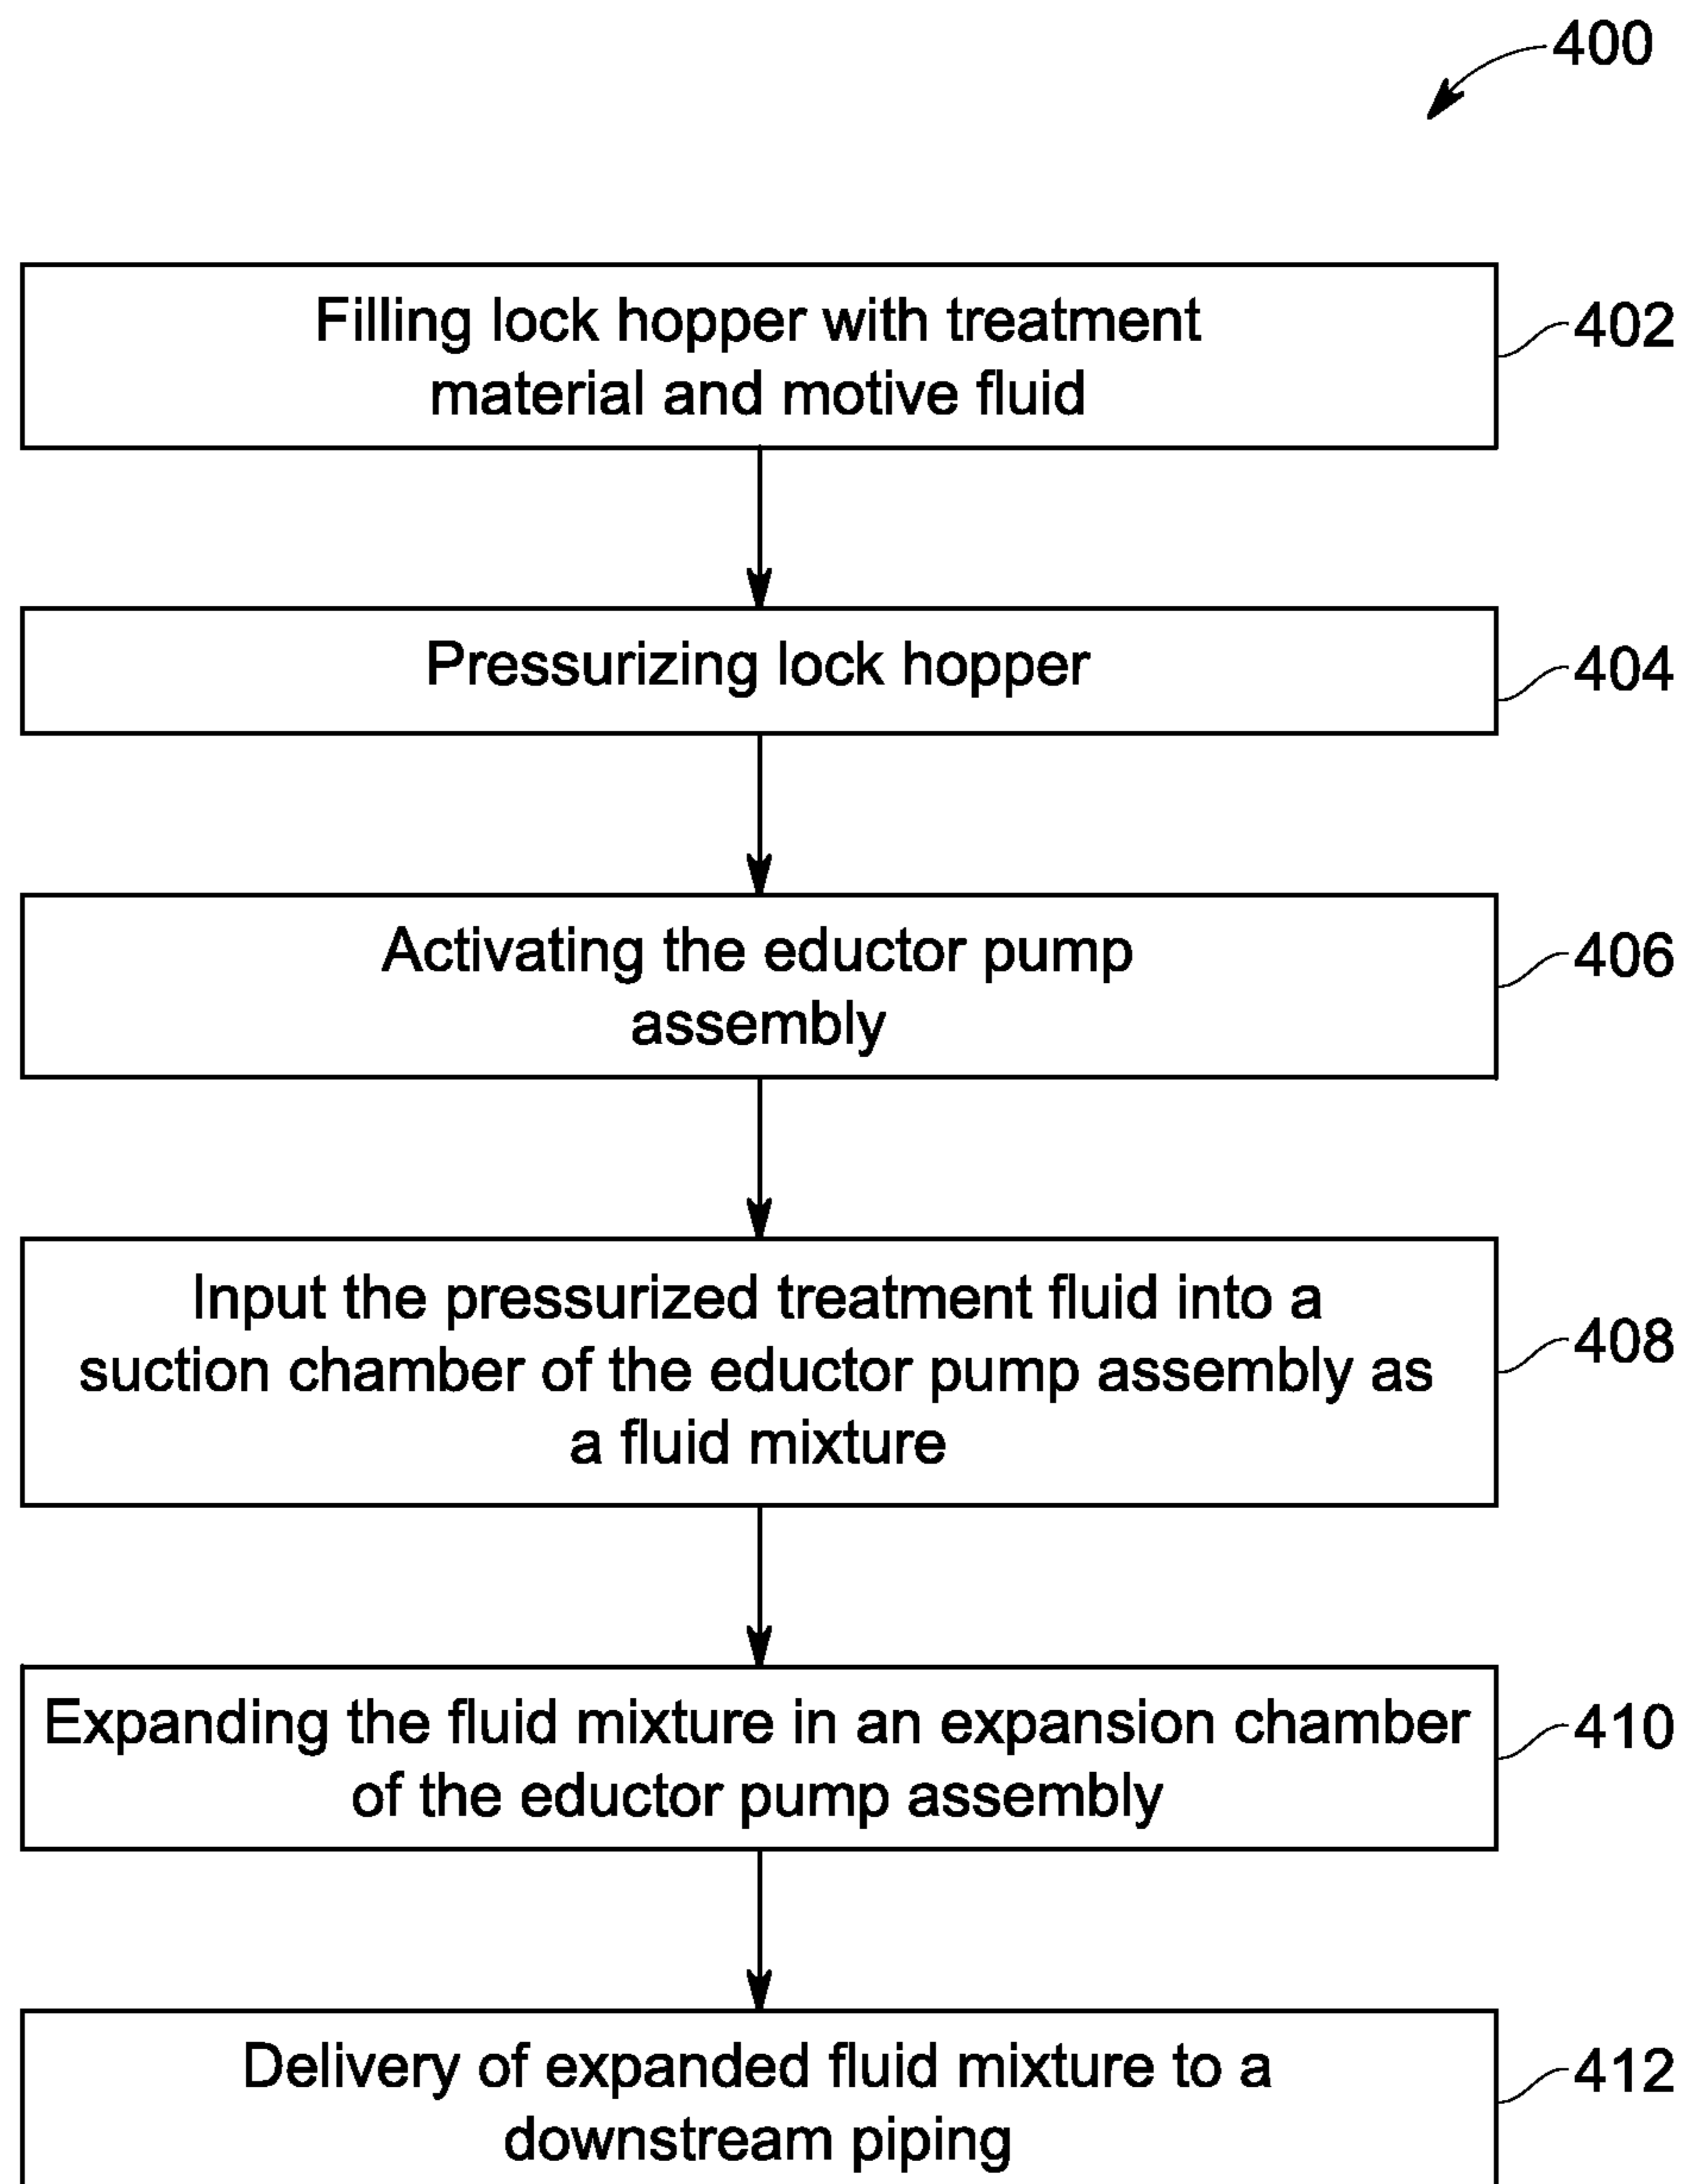 400
Filling lock hopper with treatment
material and motive fluid
402
Pressurizing lock hopper
404
Activating the eductor pump
assembly
406
Input the pressurized treatment fluid into a
suction chamber of the eductor pump assembly as
a fluid mixture
408
Expanding the fluid mixture in an expansion chamber
of the eductor pump assembly
410
Delivery of expanded fluid mixture to a
downstream piping
412